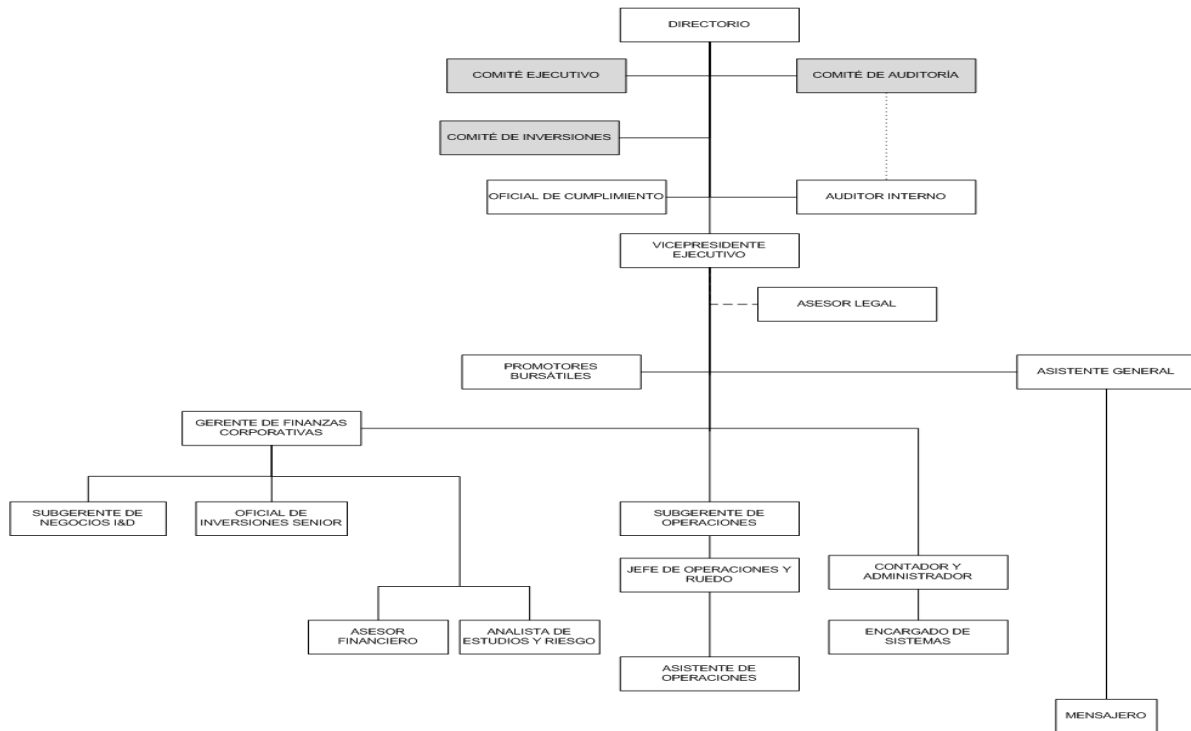 DIRECTORIO
COMITÉ EJECUTIVO
COMITÉ DE AUDITORÍA
COMITÉ DE INVERSIONES
OFICIAL DE CUMPLIMIENTO
AUDITOR INTERNO
VICEPRESIDENTE
EJECUTIVO
ASESOR LEGAL
PROMOTORES
BURSÁTILES
ASISTENTE GENERAL
GERENTE DE FINANZAS
CORPORATIVAS
SUBGERENTE DE
NEGOCIOS I&D
OFICIAL DE
INVERSIONES SENIOR
SUBGERENTE DE
OPERACIONES
JEFE DE OPERACIONES Y
RUEDO
CONTADOR Y
ADMINISTRADOR
ASESOR
FINANCIERO
ANALISTA DE
ESTUDIOS Y RIESGO
ENCARGADO DE
SISTEMAS
ASISTENTE DE
OPERACIONES
MENSAJERO